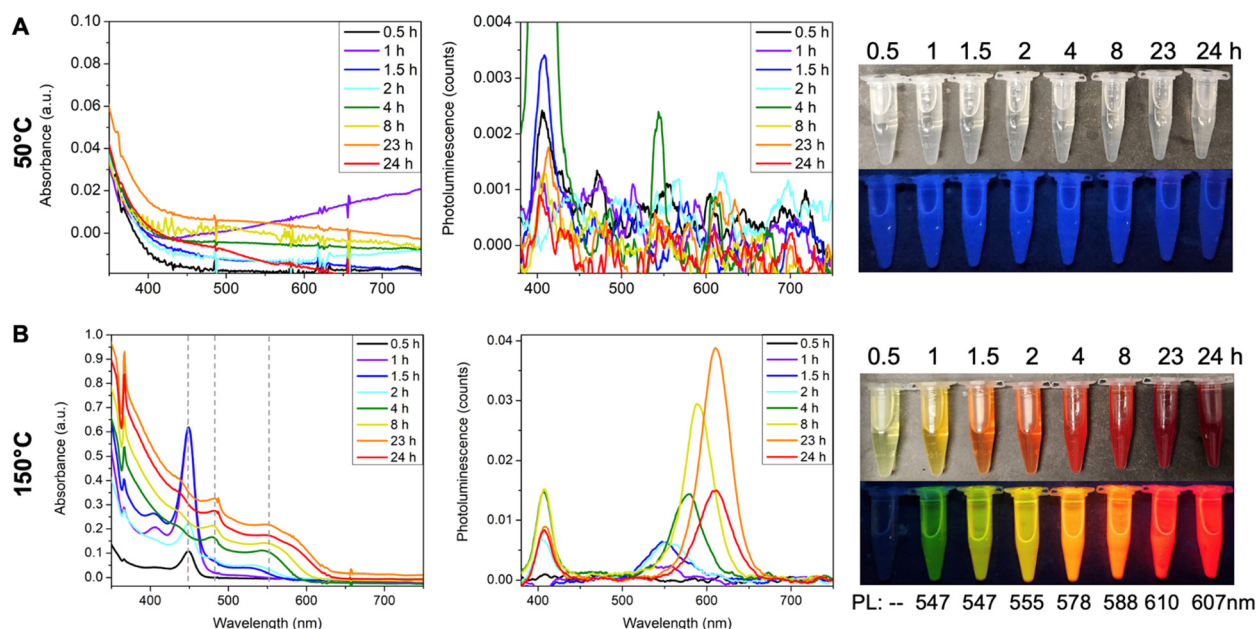 A
50°C
Absorbance (a.u.)
0.10
0.08
0.06
0.04
0.02
0.00
400 500 600 700
0.5 h
1 h
1.5 h
2 h
4 h
8 h
23 h
24 h
Photoluminescence (counts)
0.004
0.003
0.002
0.001
0.000
400 500 600 700
0.5 h
1 h
1.5 h
2 h
4 h
8 h
23 h
24 h
0.5 1 1.5 2 4 8 23 24 h
B
150°C
Absorbance (a.u.)
1.0
0.9
0.8
0.7
0.6
0.5
0.4
0.3
0.2
0.1
0.0
400 500 600 700
Wavelength (nm)
0.5 h
1 h
1.5 h
2 h
4 h
8 h
23 h
24 h
Photoluminescence (counts)
0.04
0.03
0.02
0.01
0.00
400 500 600 700
Wavelength (nm)
0.5 h
1 h
1.5 h
2 h
4 h
8 h
23 h
24 h
0.5 1 1.5 2 4 8 23 24 h
PL: -- 547 547 555 578 588 610 607nm